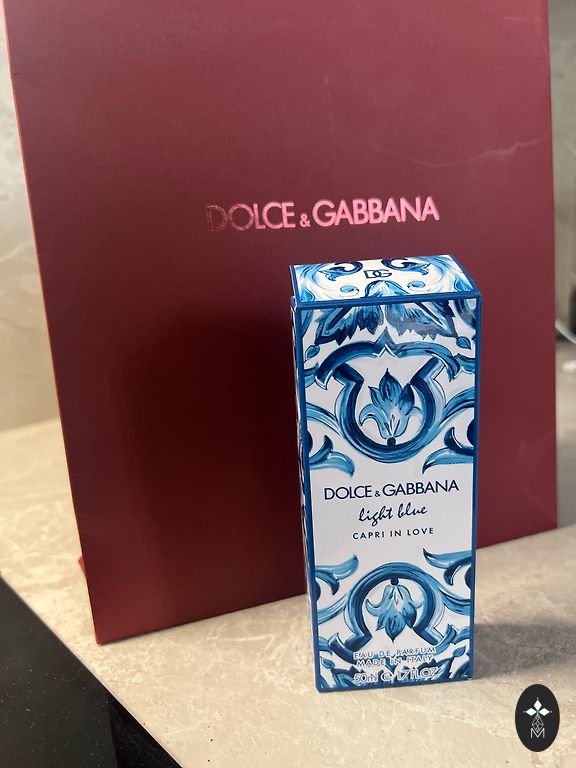 DOLCE & GABBANA
DG
DOLCE & GABBANA
light blue
CAPRI IN LOVE
EAU DE PARFUM
MADE IN ITALY
50ml ℮ 1.7 FL.OZ.
M